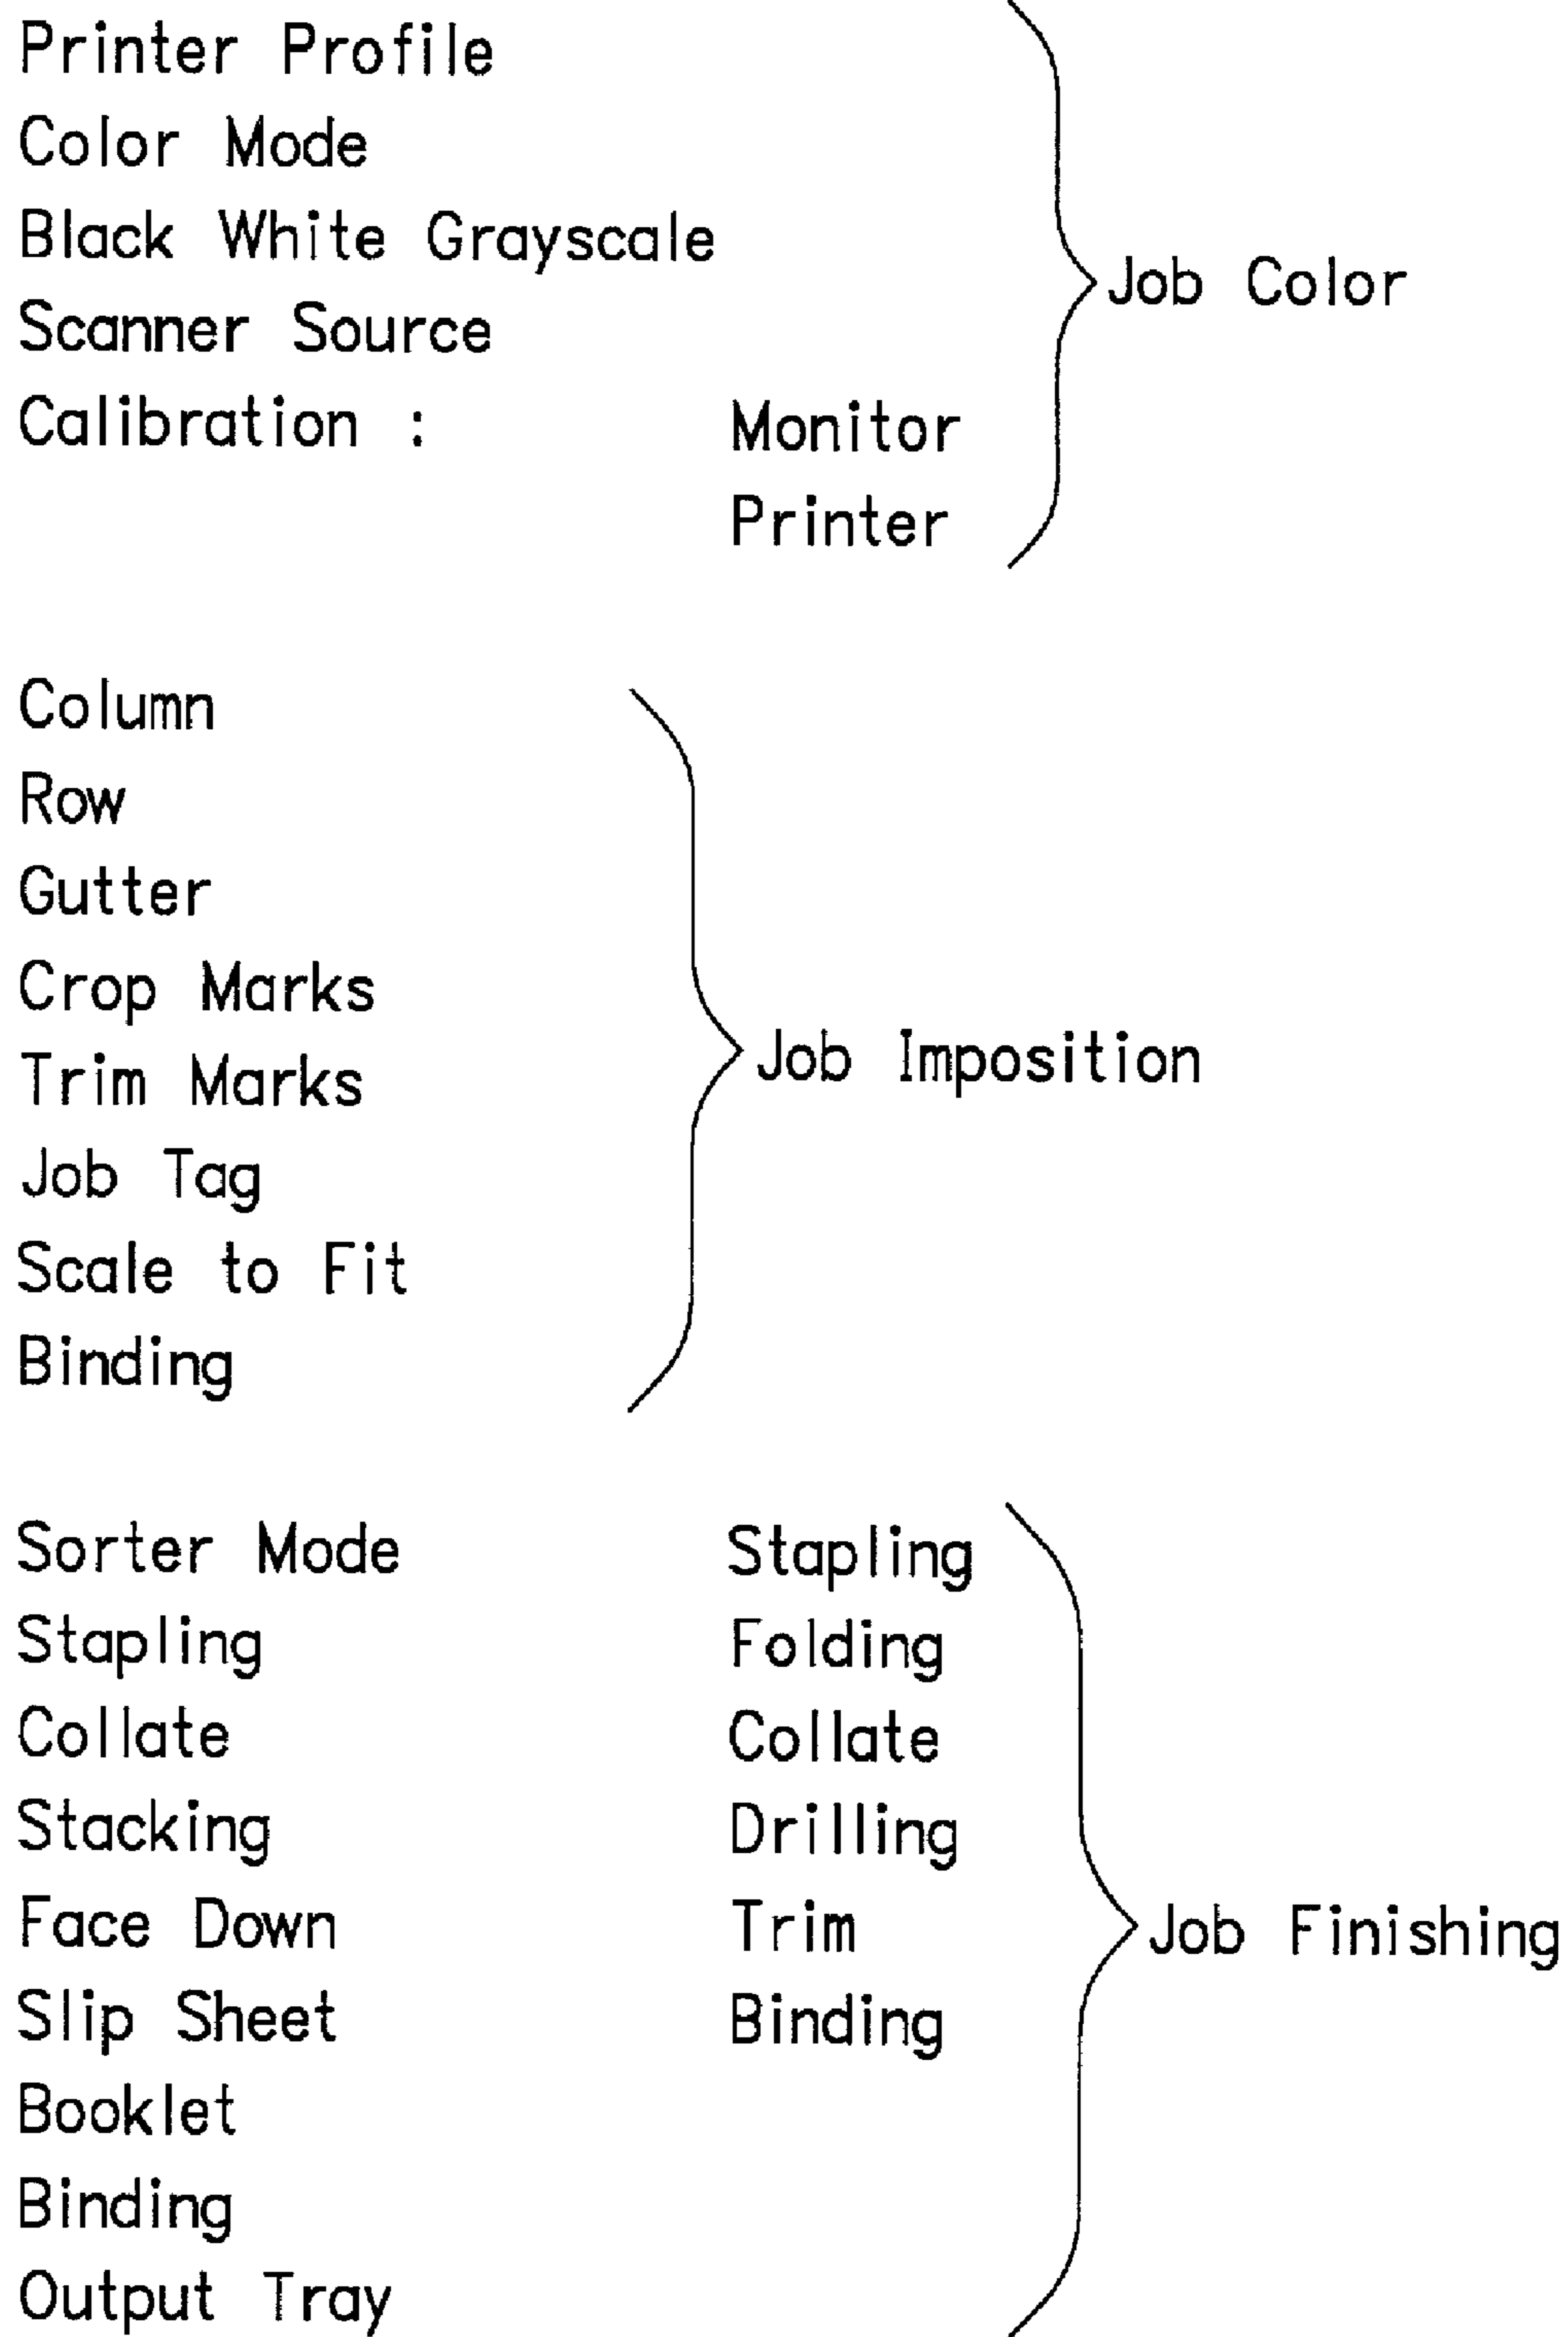 Printer Profile
Color Mode
Black White Grayscale
Job Color
Scanner Source
Calibration : Monitor
Printer
Column
Row
Gutter
Crop Marks
Job Imposition
Trim Marks
Job Tag
Scale to Fit
Binding
Sorter Mode Stapling
Stapling Folding
Collate Collate
Stacking Drilling
Face Down Trim
Job Finishing
Slip Sheet Binding
Booklet
Binding
Output Tray